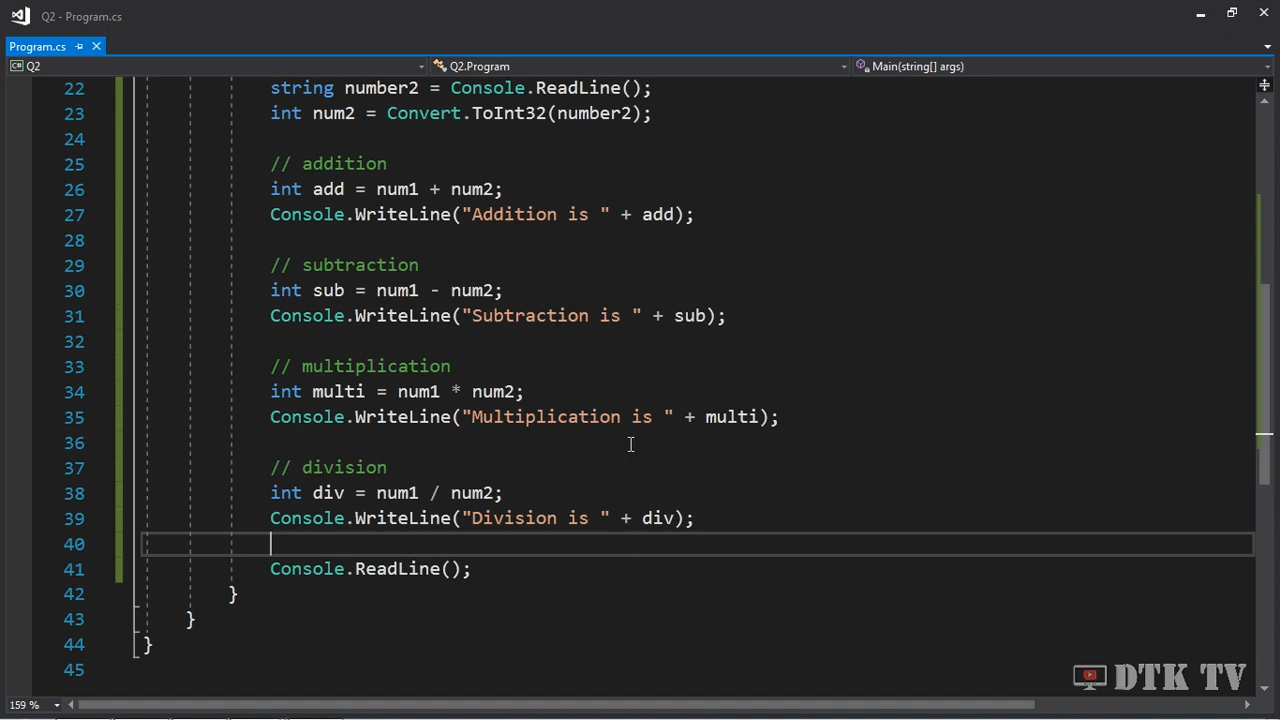 Q2 - Program.cs
Program.cs
Q2 Q2.Program Main(string[] args)
22 string number2 = Console.ReadLine();
23 int num2 = Convert.ToInt32(number2);
24
25 // addition
26 int add = num1 + num2;
27 Console.WriteLine("Addition is " + add);
28
29 // subtraction
30 int sub = num1 - num2;
31 Console.WriteLine("Subtraction is " + sub);
32
33 // multiplication
34 int multi = num1 * num2;
35 Console.WriteLine("Multiplication is " + multi);
36
37 // division
38 int div = num1 / num2;
39 Console.WriteLine("Division is " + div);
40
41 Console.ReadLine();
42 }
43 }
44 }
45
DTK TV
159 %